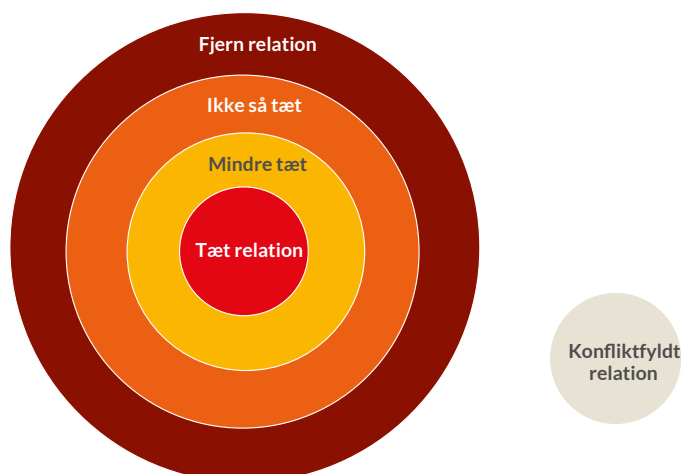 Fjern relation
Ikke så tæt
Mindre tæt
Tæt relation
Konfliktfyldt
relation